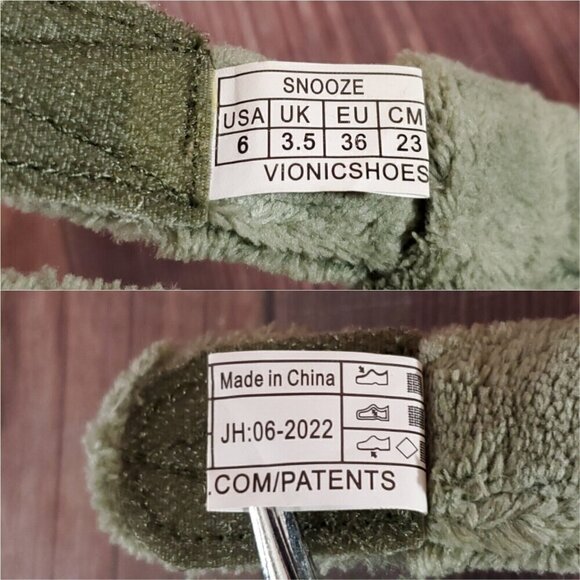 SNOOZE
USA UK EU CM
6 3.5 36 23
VIONICSHOES
Made in China
JH:06-2022
.COM/PATENTS